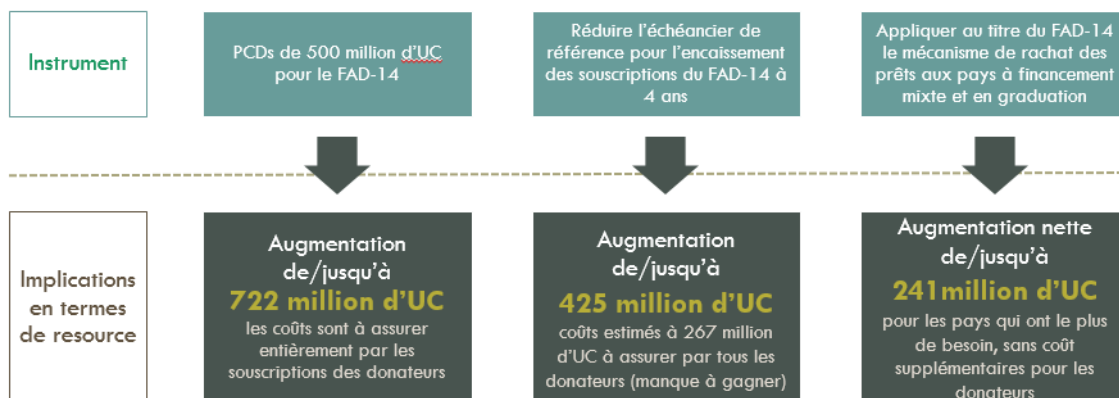 Instrument
PCDs de 500 million d'UC
pour le FAD-14
Réduire l'échéancier de
référence pour l'encaissement
des souscriptions du FAD-14 à
4 ans
Appliquer au titre du FAD-14
le mécanisme de rachat des
prêts aux pays à financement
mixte et en graduation
Implications
en termes
de resource
Augmentation
de/jusqu'à
722 million d'UC
les coûts sont à assurer
entièrement par les
souscriptions des donateurs
Augmentation
de/jusqu'à
425 million d'UC
coûts estimés à 267 million
d'UC à assurer par tous les
donateurs (manque à gagner)
Augmentation nette
de/jusqu'à
241million d'UC
pour les pays qui ont le plus
de besoin, sans coût
supplémentaires pour les
donateurs